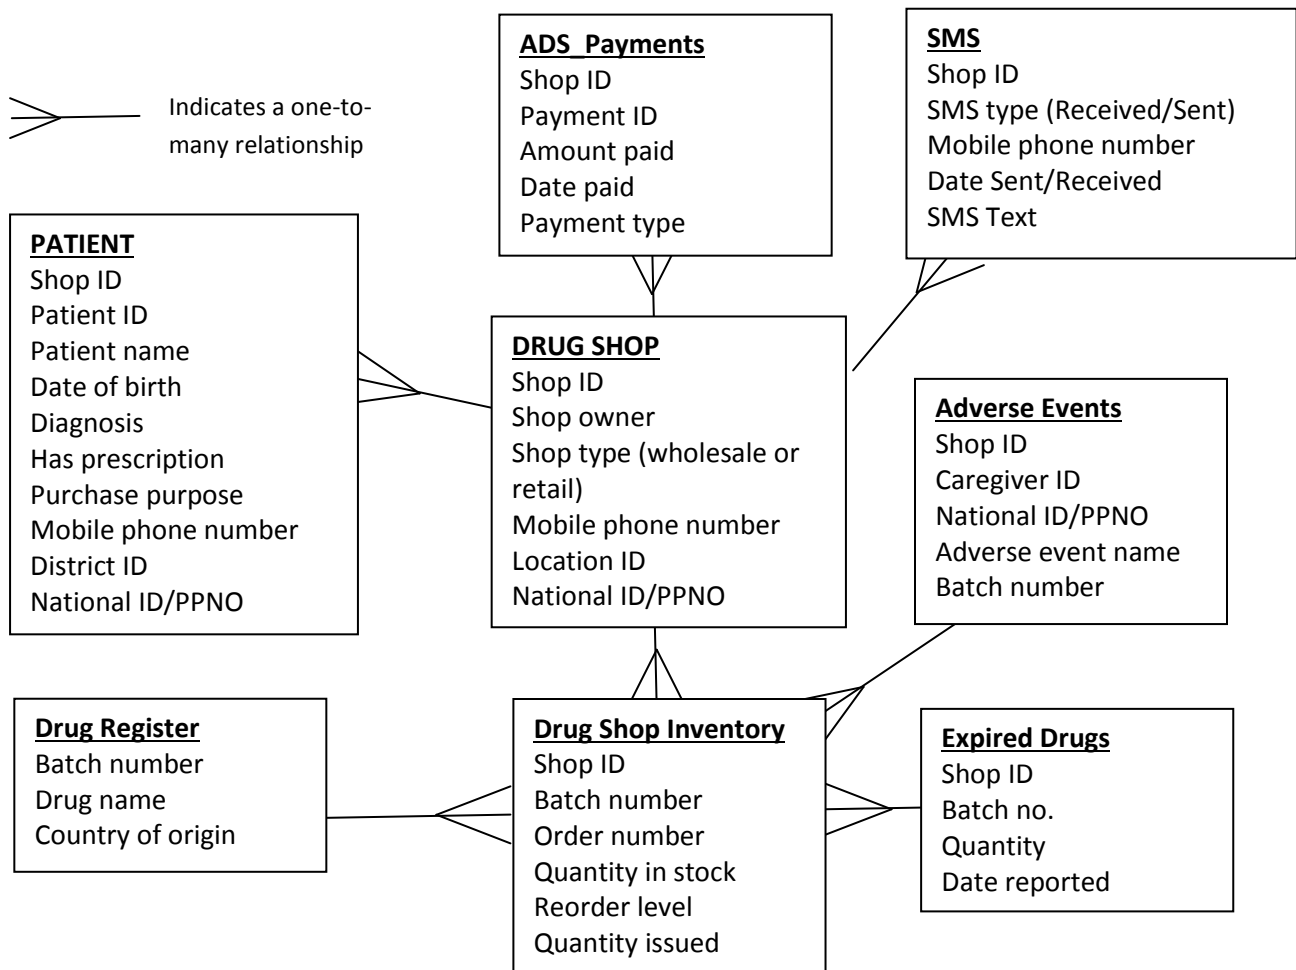 Indicates a one-to-
many relationship
ADS_Payments
Shop ID
Payment ID
Amount paid
Date paid
Payment type
SMS
Shop ID
SMS type (Received/Sent)
Mobile phone number
Date Sent/Received
SMS Text
PATIENT
Shop ID
Patient ID
Patient name
Date of birth
Diagnosis
Has prescription
Purchase purpose
Mobile phone number
District ID
National ID/PPNO
DRUG SHOP
Shop ID
Shop owner
Shop type (wholesale or
retail)
Mobile phone number
Location ID
National ID/PPNO
Adverse Events
Shop ID
Caregiver ID
National ID/PPNO
Adverse event name
Batch number
Drug Register
Batch number
Drug name
Country of origin
Drug Shop Inventory
Shop ID
Batch number
Order number
Quantity in stock
Reorder level
Quantity issued
Expired Drugs
Shop ID
Batch no.
Quantity
Date reported